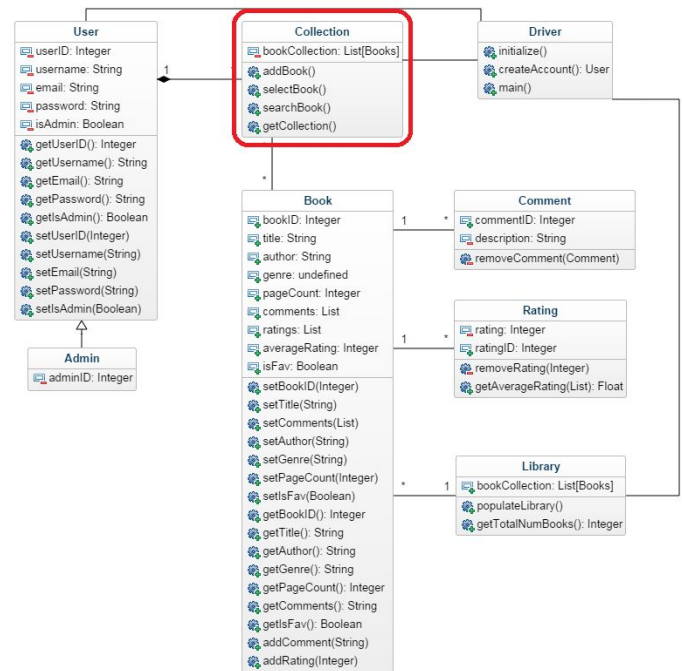 User
userID: Integer
username: String
email: String
password: String
isAdmin: Boolean
getUserID(): Integer
getUsername(): String
getEmail(): String
getPassword(): String
getIsAdmin(): Boolean
setUserID(Integer)
setUsername(String)
setEmail(String)
setPassword(String)
setIsAdmin(Boolean)
Admin
adminID: Integer
1
Collection
bookCollection: List[Books]
addBook()
selectBook()
searchBook()
getCollection()
*
*
Driver
initialize()
createAccount(): User
main()
Book
bookID: Integer
title: String
author: String
genre: undefined
pageCount: Integer
comments: List
ratings: List
averageRating: Integer
isFav: Boolean
setBookID(Integer)
setTitle(String)
setComments(List)
setAuthor(String)
setGenre(String)
setPageCount(Integer)
setIsFav(Boolean)
getBookID(): Integer
getTitle(): String
getAuthor(): String
getGenre(): String
getPageCount(): Integer
getComments(): String
getIsFav(): Boolean
addComment(String)
addRating(Integer)
1 *
Comment
commentID: Integer
description: String
removeComment(Comment)
1 *
Rating
rating: Integer
ratingID: Integer
removeRating(Integer)
getAverageRating(List): Float
* 1
Library
bookCollection: List[Books]
populateLibrary()
getTotalNumBooks(): Integer